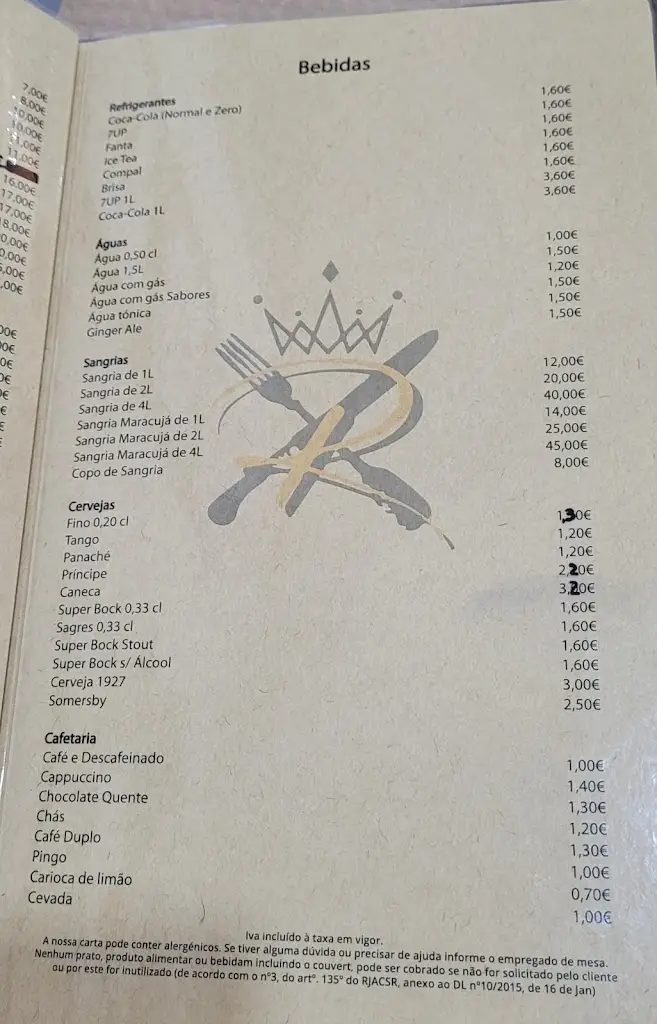 Bebidas
Refrigerantes
Coca-Cola (Normal e Zero) 1,60€
7UP 1,60€
Fanta 1,60€
Ice Tea 1,60€
Compal 1,60€
Brisa 1,60€
7UP 1L 3,60€
Coca-Cola 1L 3,60€
Águas
Água 0,50 cl 1,00€
Água 1,5L 1,50€
Água com gás 1,20€
Água com gás Sabores 1,50€
Água tónica 1,50€
Ginger Ale 1,50€
Sangrias
Sangria de 1L 12,00€
Sangria de 2L 20,00€
Sangria de 4L 40,00€
Sangria Maracujá de 1L 14,00€
Sangria Maracujá de 2L 25,00€
Sangria Maracujá de 4L 45,00€
Copo de Sangria 8,00€
Cervejas
Fino 0,20 cl 1,30€
Tango 1,20€
Panaché 1,20€
Príncipe 2,20€
Caneca 3,20€
Super Bock 0,33 cl 1,60€
Sagres 0,33 cl 1,60€
Super Bock Stout 1,60€
Super Bock s/ Álcool 1,60€
Cerveja 1927 3,00€
Somersby 2,50€
Cafetaria
Café e Descafeinado 1,00€
Cappuccino 1,40€
Chocolate Quente 1,30€
Chás 1,20€
Café Duplo 1,30€
Pingo 1,00€
Carioca de limão 0,70€
Cevada 1,00€
Iva incluído à taxa em vigor.
A nossa carta pode conter alergénicos. Se tiver alguma dúvida ou precisar de ajuda informe o empregado de mesa.
Nenhum prato, produto alimentar ou bebidam incluindo o couvert, pode ser cobrado se não for solicitado pelo cliente
ou por este for inutilizado (de acordo com o nº3, do artº. 135º do RJACSR, anexo ao DL nº10/2015, de 16 de Jan)